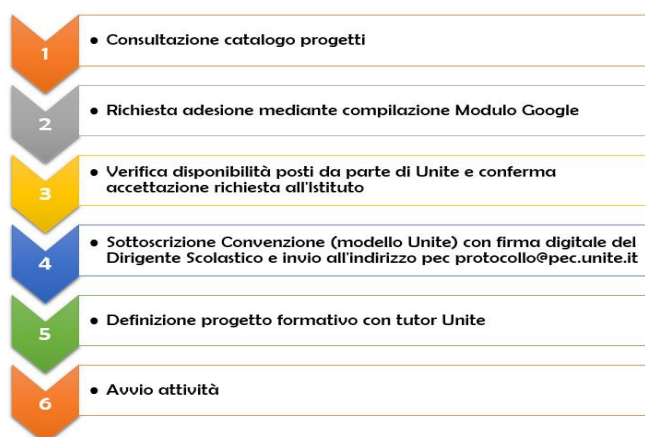 1
• Consultazione catalogo progetti
2
• Richiesta adesione mediante compilazione Modulo Google
3
• Verifica disponibilità posti da parte di Unite e conferma
accettazione richiesta all'Istituto
4
• Sottoscrizione Convenzione (modello Unite) con firma digitale del
Dirigente Scolastico e invio all'indirizzo pec protocollo@pec.unite.it
5
• Definizione progetto formativo con tutor Unite
6
• Avvio attività